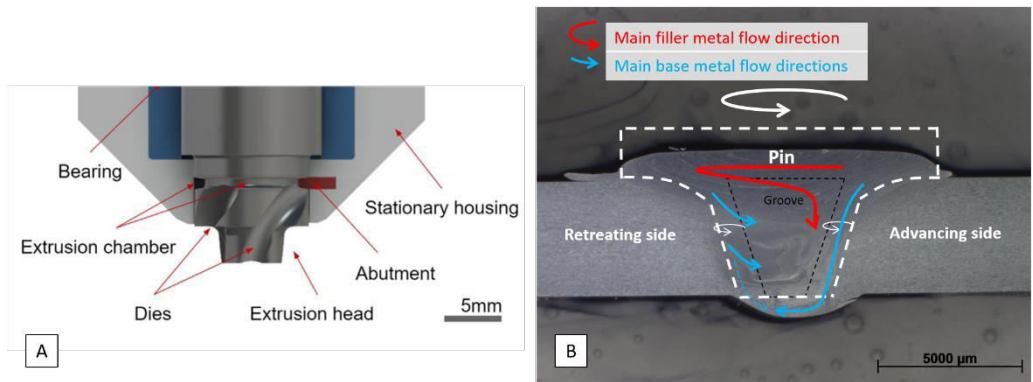 Bearing
Extrusion chamber
Dies
Stationary housing
Abutment
Extrusion head
5mm
A
Main filler metal flow direction
Main base metal flow directions
Pin
Groove
Retreating side
Advancing side
B
5000 µm